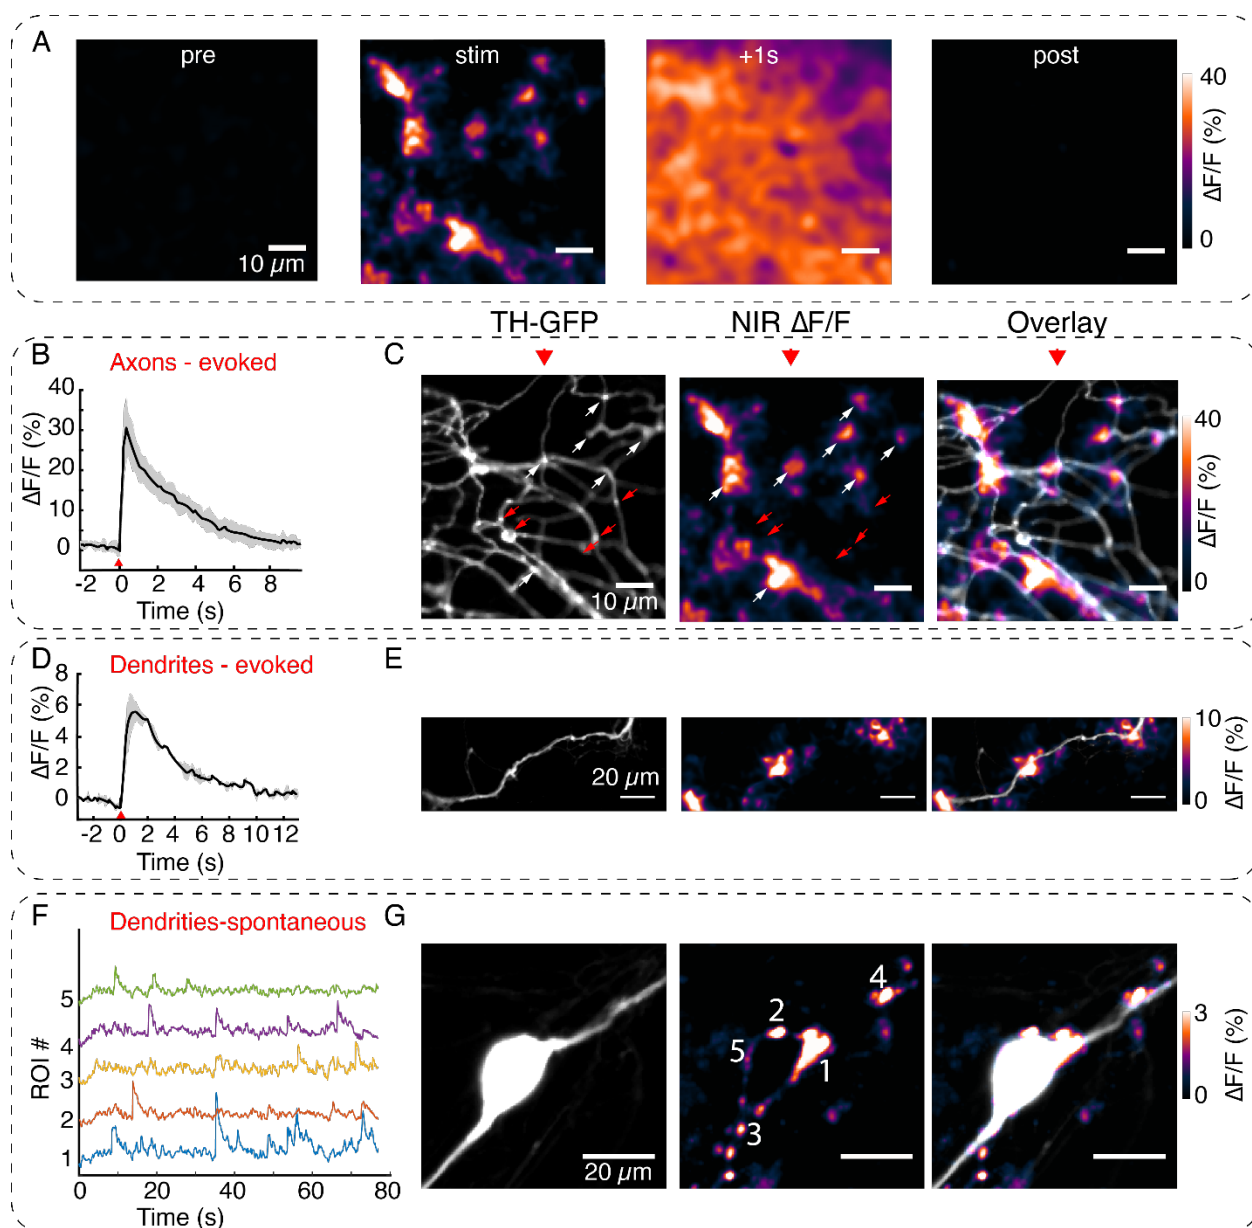 A
pre
stim
+1s
post
10 µm
40
0
ΔF/F (%)
TH-GFP
NIR ΔF/F
Overlay
B
Axons - evoked
40
30
20
10
0
ΔF/F (%)
-2 0 2 4 6 8
Time (s)
C
10 µm
40
0
ΔF/F (%)
D
Dendrites - evoked
8
6
4
2
0
ΔF/F (%)
-2 0 2 4 6 8 10 12
Time (s)
E
20 µm
10
0
ΔF/F (%)
F
Dendrities-spontaneous
5
4
3
2
1
ROI #
0 20 40 60 80
Time (s)
G
20 µm
4
2
5
1
3
3
0
ΔF/F (%)